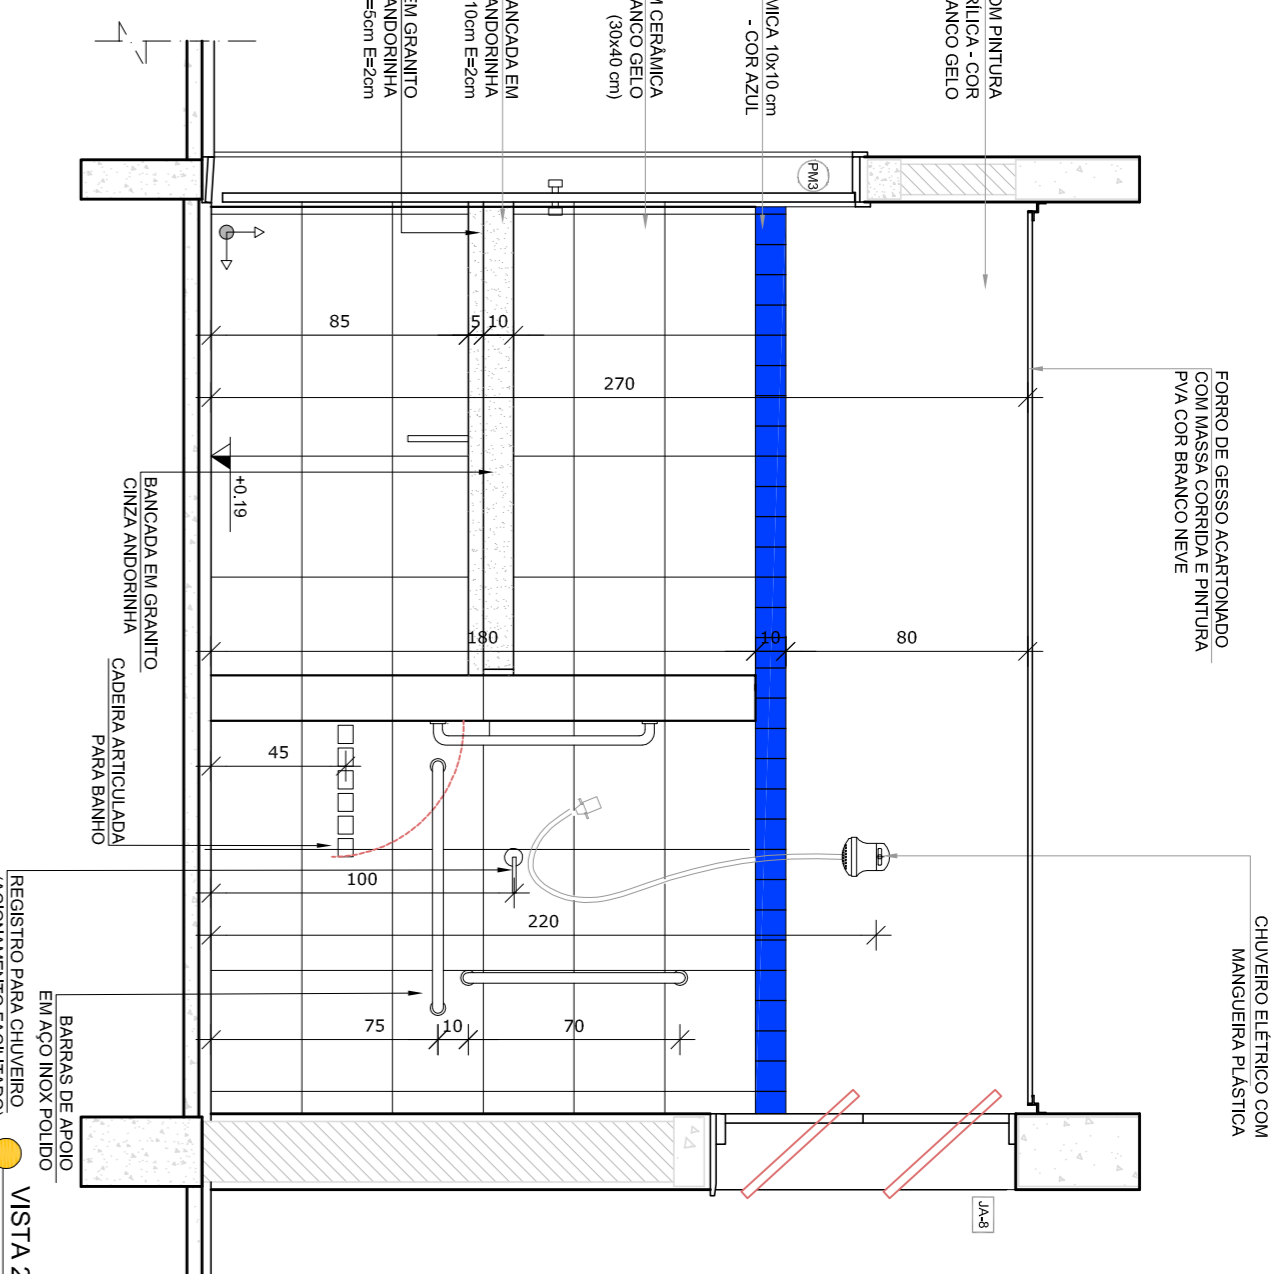 OM PINTURA
RÍLICA - COR
ANCO GELO
MICA 10x10 cm
- COR AZUL
M CERÂMICA
ANCO GELO
(30x40 cm)
ANCADA EM
ANDORINHA
10cm E=2cm
EM GRANITO
ANDORINHA
=5cm E=2cm
PM3
FORRO DE GESSO ACARTONADO
COM MASSA CORRIDA E PINTURA
PVA COR BRANCO NEVE
85
5
10
270
+0.19
BANCADA EM GRANITO
CINZA ANDORINHA
180
10
80
CADEIRA ARTICULADA
PARA BANHO
45
100
220
75
10
70
CHUVEIRO ELÉTRICO COM
MANGUEIRA PLÁSTICA
REGISTRO PARA CHUVEIRO
(ACIONAMENTO FACILITADO)
BARRAS DE APOIO
EM AÇO INOX POLIDO
JA-8
VISTA 2